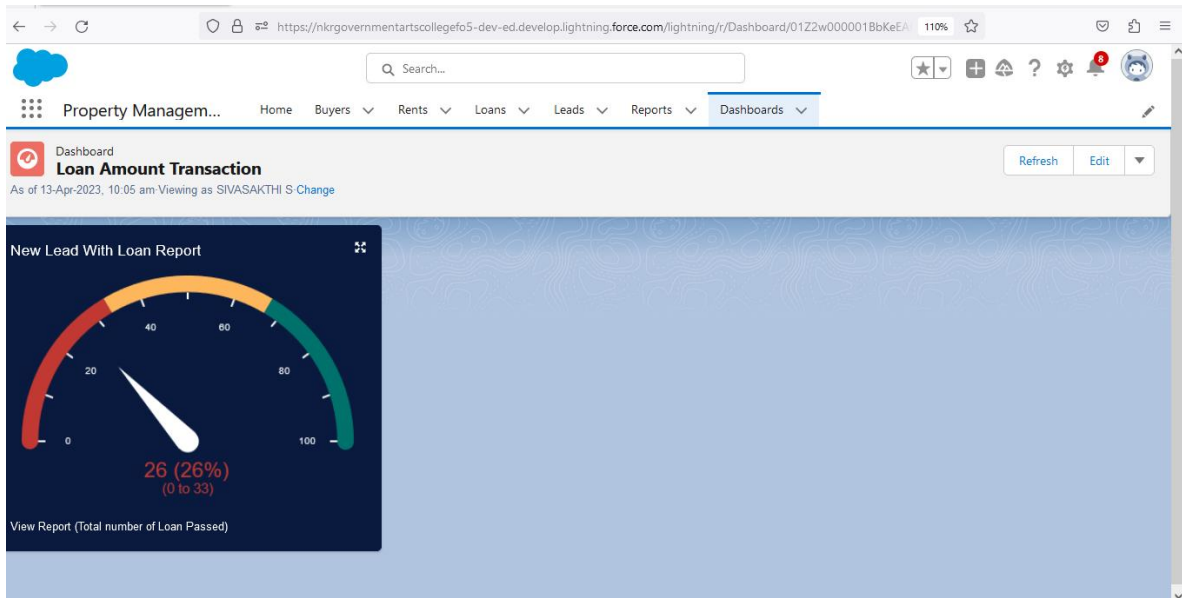 https://nkrgovernmentartscollegefo5-dev-ed.develop.lightning.force.com/lightning/r/Dashboard/01Z2w000001BbKeEA 110%
Search...
8
Property Managem... Home Buyers Rents Loans Leads Reports Dashboards
Dashboard
Loan Amount Transaction
As of 13-Apr-2023, 10:05 am·Viewing as SIVASAKTHI S·Change
Refresh Edit
New Lead With Loan Report
40 60
20 80
0 100
26 (26%)
(0 to 33)
View Report (Total number of Loan Passed)